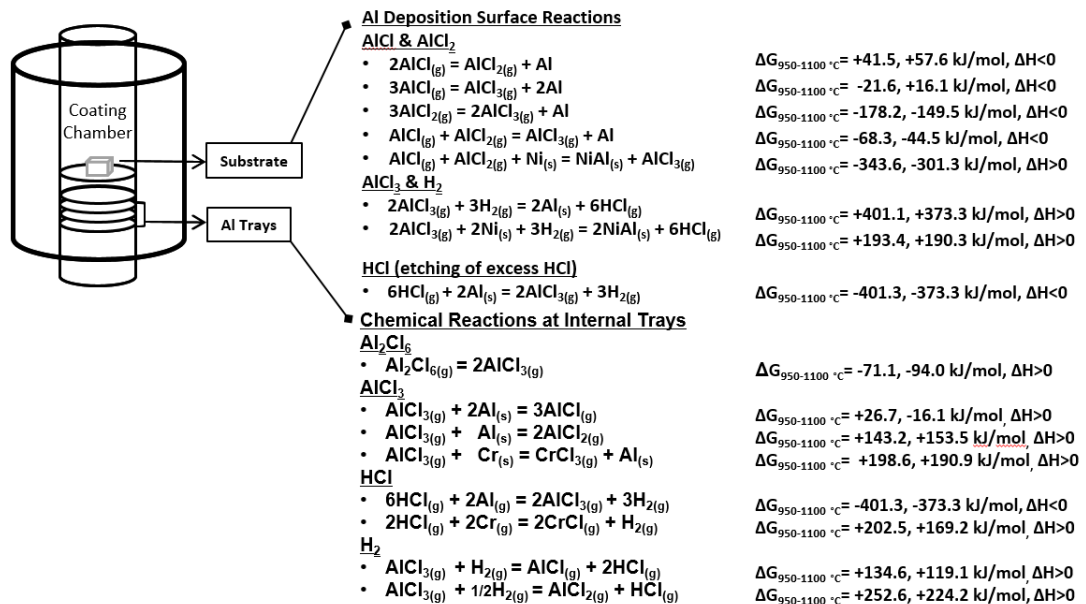 Al Deposition Surface Reactions
AlCl & AlCl2
• 2AlCl(g) = AlCl2(g) + Al ΔG950-1100 °C= +41.5, +57.6 kJ/mol, ΔH<0
• 3AlCl(g) = AlCl3(g) + 2Al ΔG950-1100 °C= -21.6, +16.1 kJ/mol, ΔH<0
• 3AlCl2(g) = 2AlCl3(g) + Al ΔG950-1100 °C= -178.2, -149.5 kJ/mol, ΔH<0
• AlCl(g) + AlCl2(g) = AlCl3(g) + Al ΔG950-1100 °C= -68.3, -44.5 kJ/mol, ΔH<0
• AlCl(g) + AlCl2(g) + Ni(s) = NiAl(s) + AlCl3(g) ΔG950-1100 °C= -343.6, -301.3 kJ/mol, ΔH>0
AlCl3 & H2
• 2AlCl3(g) + 3H2(g) = 2Al(s) + 6HCl(g) ΔG950-1100 °C= +401.1, +373.3 kJ/mol, ΔH>0
• 2AlCl3(g) + 2Ni(s) + 3H2(g) = 2NiAl(s) + 6HCl(g) ΔG950-1100 °C= +193.4, +190.3 kJ/mol, ΔH>0
HCl (etching of excess HCl)
• 6HCl(g) + 2Al(s) = 2AlCl3(g) + 3H2(g) ΔG950-1100 °C= -401.3, -373.3 kJ/mol, ΔH<0
Coating
Chamber
Substrate
Al Trays
Chemical Reactions at Internal Trays
Al2Cl6
• Al2Cl6(g) = 2AlCl3(g) ΔG950-1100 °C= -71.1, -94.0 kJ/mol, ΔH>0
AlCl3
• AlCl3(g) + 2Al(s) = 3AlCl(g) ΔG950-1100 °C= +26.7, -16.1 kJ/mol, ΔH>0
• AlCl3(g) + Al(s) = 2AlCl2(g) ΔG950-1100 °C= +143.2, +153.5 kJ/mol, ΔH>0
• AlCl3(g) + Cr(s) = CrCl3(g) + Al(s) ΔG950-1100 °C= +198.6, +190.9 kJ/mol, ΔH>0
HCl
• 6HCl(g) + 2Al(g) = 2AlCl3(g) + 3H2(g) ΔG950-1100 °C= -401.3, -373.3 kJ/mol, ΔH<0
• 2HCl(g) + 2Cr(g) = 2CrCl(g) + H2(g) ΔG950-1100 °C= +202.5, +169.2 kJ/mol, ΔH>0
H2
• AlCl3(g) + H2(g) = AlCl(g) + 2HCl(g) ΔG950-1100 °C= +134.6, +119.1 kJ/mol, ΔH>0
• AlCl3(g) + 1/2H2(g) = AlCl2(g) + HCl(g) ΔG950-1100 °C= +252.6, +224.2 kJ/mol, ΔH>0